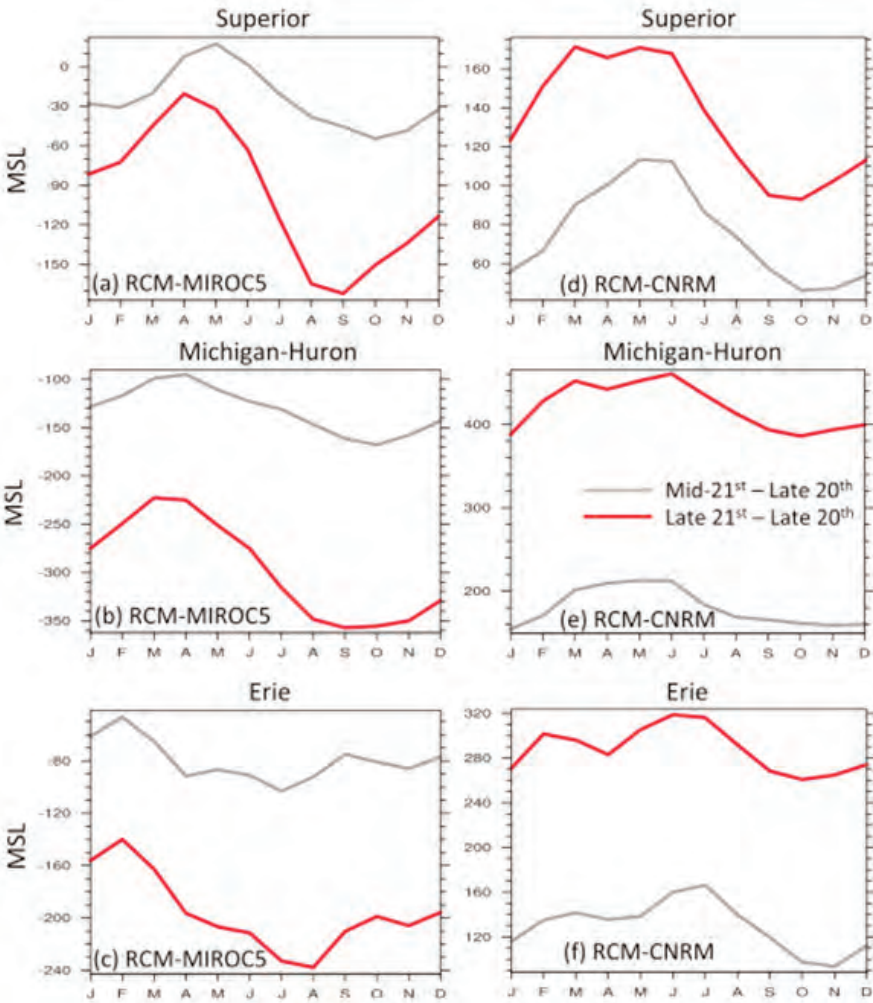 Superior
MSL
0
-30
-60
-90
-120
-150
(a) RCM-MIROC5
J F M A M J J A S O N D
Superior
160
140
120
100
80
60
(d) RCM-CNRM
J F M A M J J A S O N D
Michigan-Huron
MSL
-100
-150
-200
-250
-300
-350
(b) RCM-MIROC5
J F M A M J J A S O N D
Michigan-Huron
400
200
Mid-21st – Late 20th
Late 21st – Late 20th
(e) RCM-CNRM
J F M A M J J A S O N D
Erie
MSL
-80
-160
-200
-240
(c) RCM-MIROC5
J F M A M J J A S O N D
Erie
320
280
240
200
160
120
(f) RCM-CNRM
J F M A M J J A S O N D